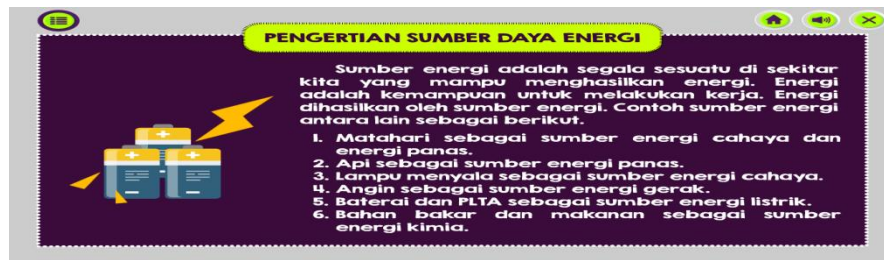 PENGERTIAN SUMBER DAYA ENERGI
Sumber energi adalah segala sesuatu di sekitar
kita yang mampu menghasilkan energi. Energi
adalah kemampuan untuk melakukan kerja. Energi
dihasilkan oleh sumber energi. Contoh sumber energi
antara lain sebagai berikut.
1. Matahari sebagai sumber energi cahaya dan
energi panas.
2. Api sebagai sumber energi panas.
3. Lampu menyala sebagai sumber energi cahaya.
4. Angin sebagai sumber energi gerak.
5. Baterai dan PLTA sebagai sumber energi listrik.
6. Bahan bakar dan makanan sebagai sumber
energi kimia.